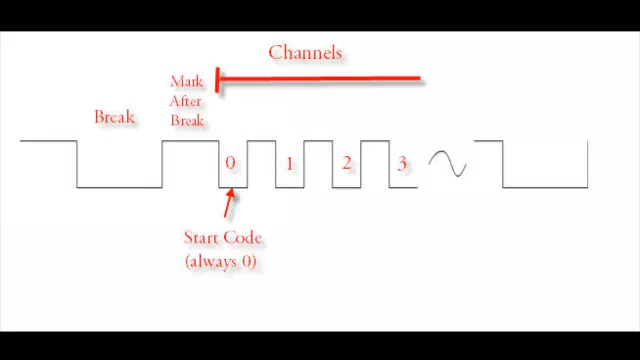 Channels
Mark
After
Break
Break
0
1
2
3
Start Code
(always 0)